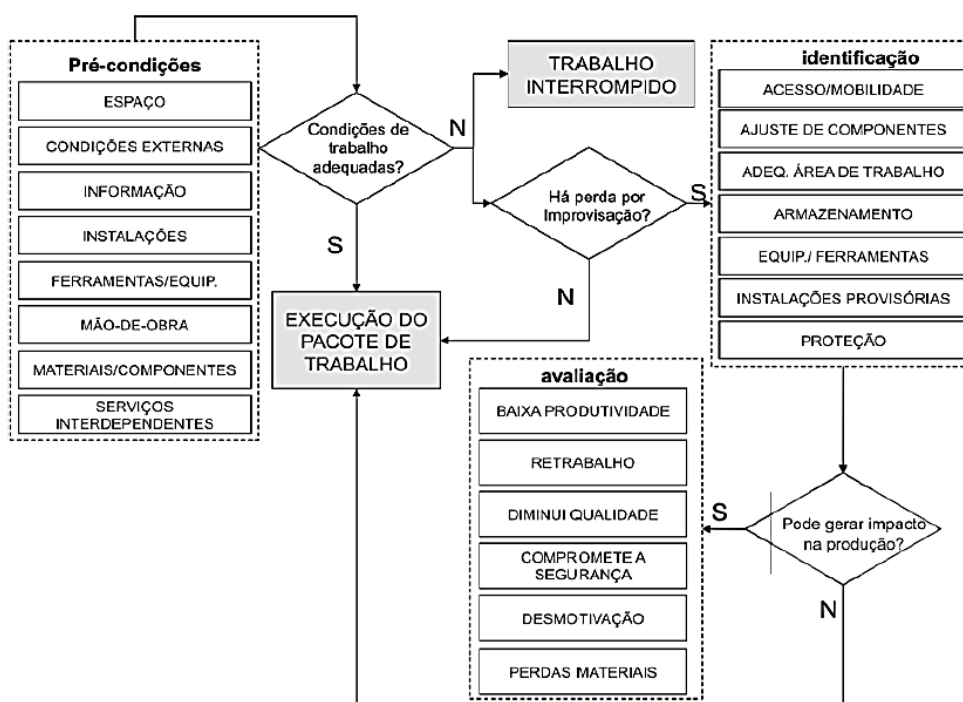 Pré-condições
ESPAÇO
CONDIÇÕES EXTERNAS
INFORMAÇÃO
INSTALAÇÕES
FERRAMENTAS/EQUIP.
MÃO-DE-OBRA
MATERIAIS/COMPONENTES
SERVIÇOS
INTERDEPENDENTES
Condições de
trabalho
adequadas?
N
S
TRABALHO
INTERROMPIDO
Há perda por
Improvisação?
S
N
EXECUÇÃO DO
PACOTE DE
TRABALHO
identificação
ACESSO/MOBILIDADE
AJUSTE DE COMPONENTES
ADEQ. ÁREA DE TRABALHO
ARMAZENAMENTO
EQUIP./ FERRAMENTAS
INSTALAÇÕES PROVISÓRIAS
PROTEÇÃO
Pode gerar impacto
na produção?
S
N
avaliação
BAIXA PRODUTIVIDADE
RETRABALHO
DIMINUI QUALIDADE
COMPROMETE A
SEGURANÇA
DESMOTIVAÇÃO
PERDAS MATERIAIS